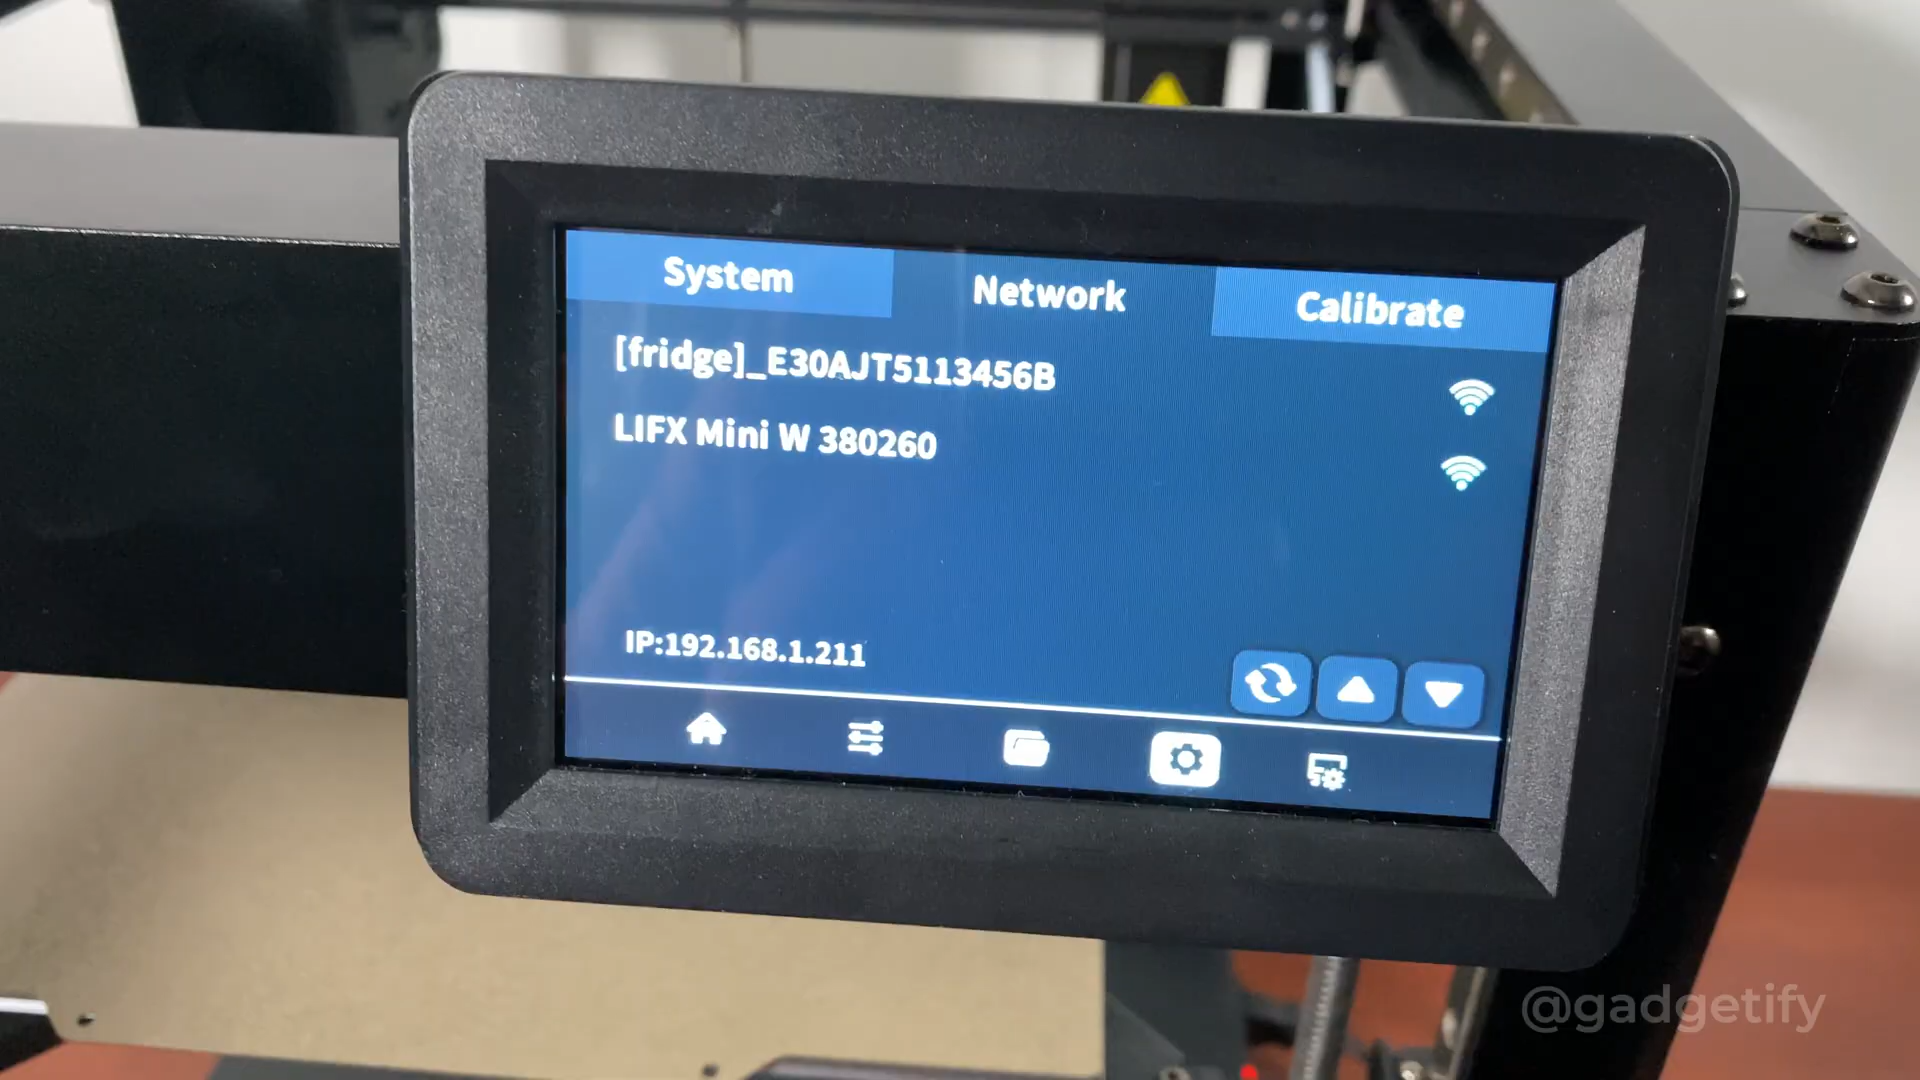 System Network Calibrate
[fridge]_E30AJT5113456B
LIFX Mini W 380260
IP:192.168.1.211
@gadgetify